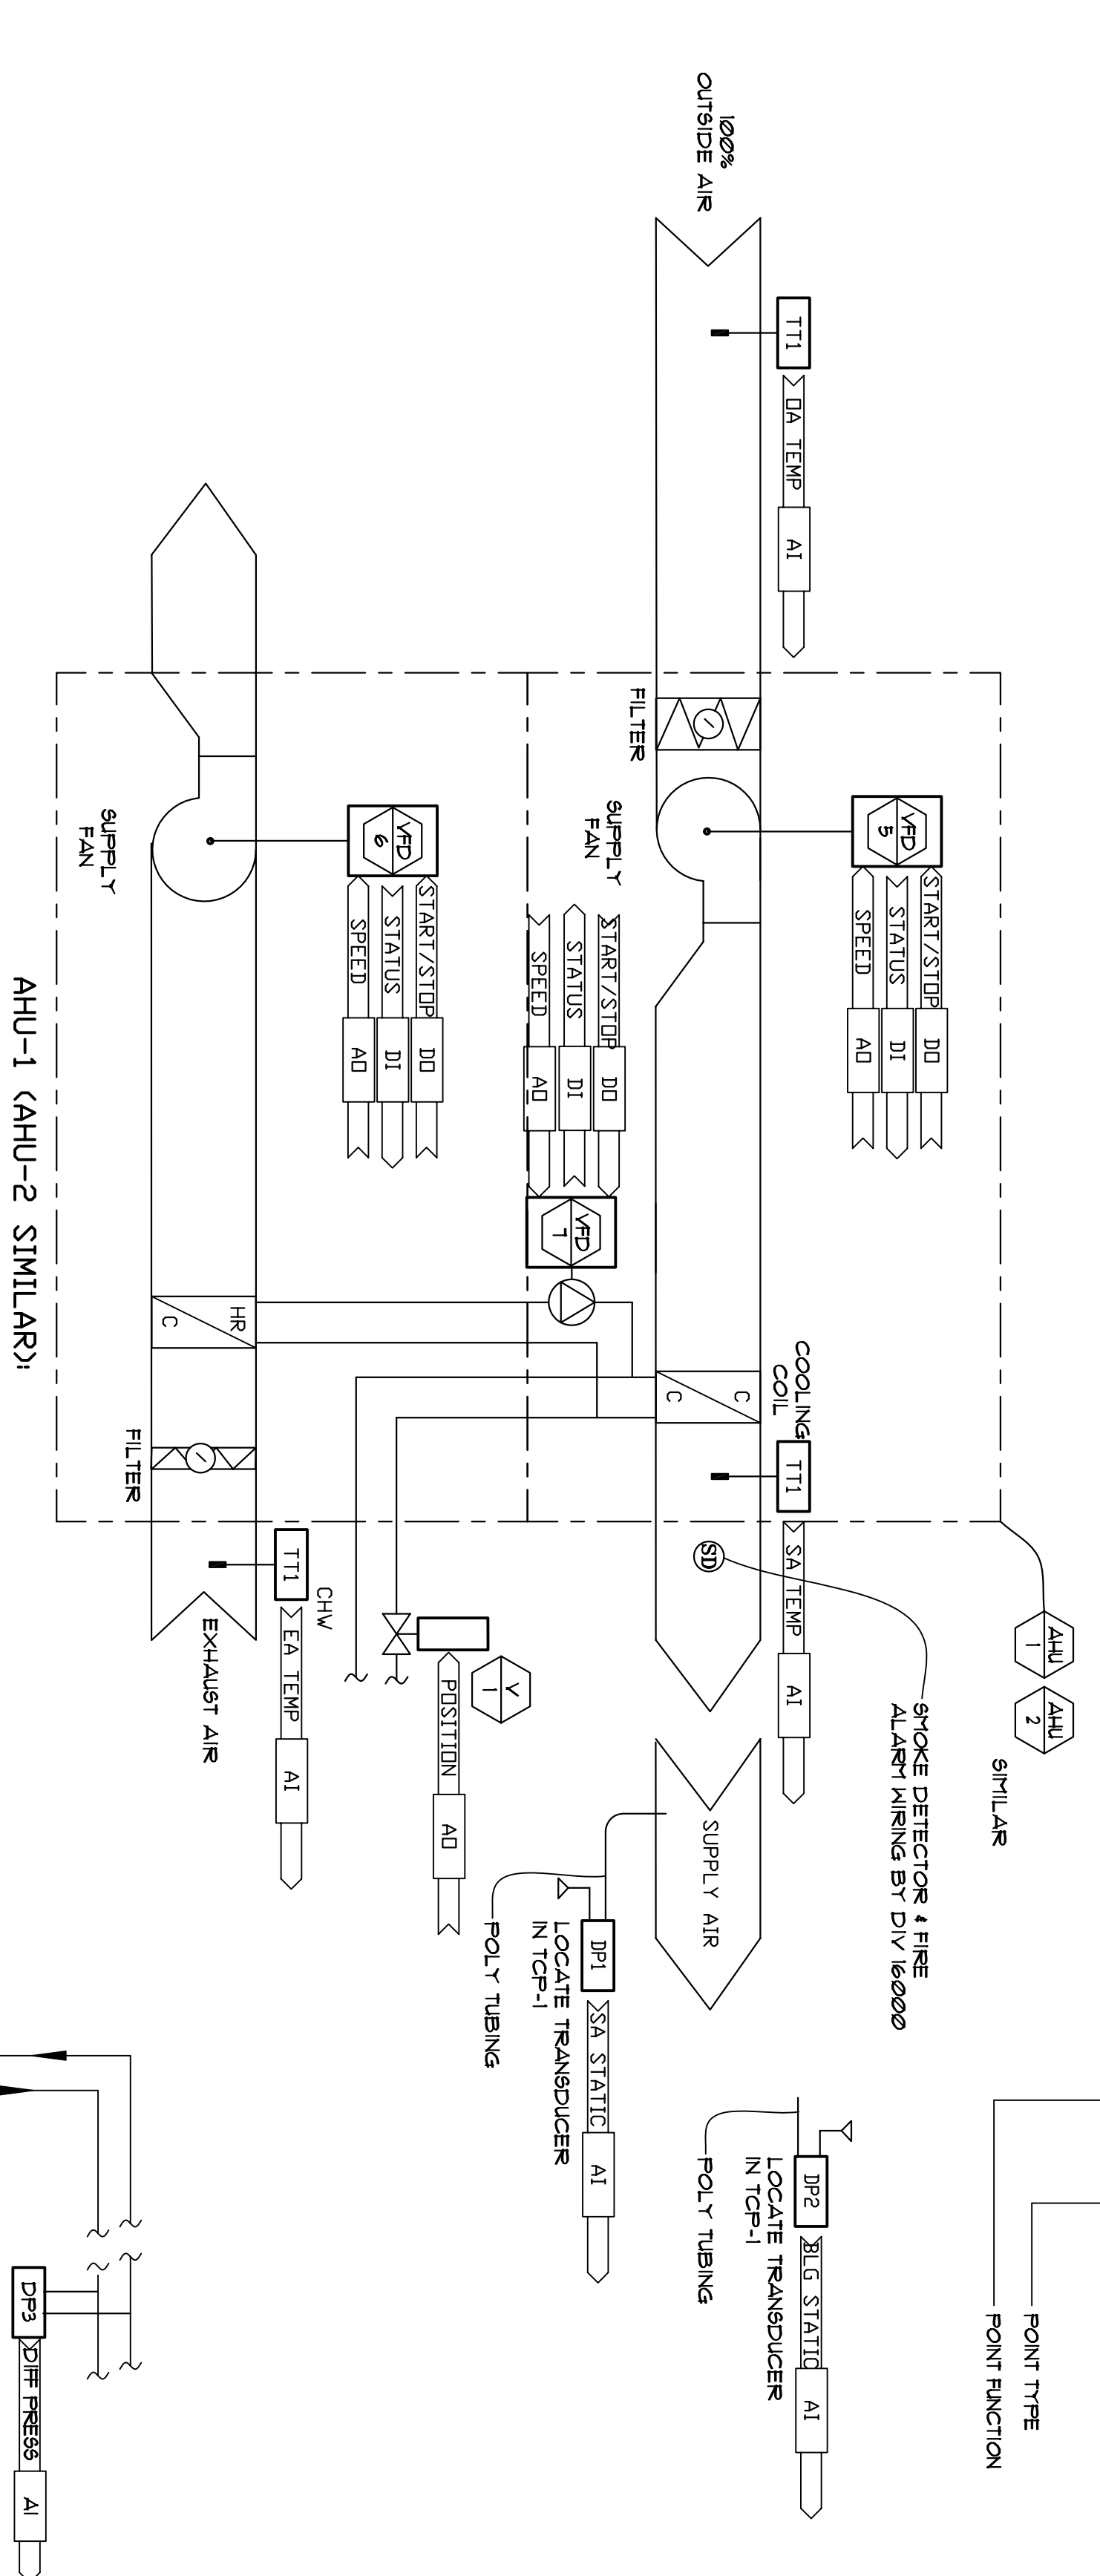 100%
OUTSIDE AIR
TT1
OA TEMP
AI
FILTER
VFD
5
START/STOP
DO
STATUS
DI
SPEED
AO
SUPPLY
FAN
COOLING
COIL
C
C
TT1
SA TEMP
AI
SD
AHU
1
AHU
2
SIMILAR
SMOKE DETECTOR & FIRE
ALARM WIRING BY DIV 16000
SUPPLY AIR
POINT TYPE
POINT FUNCTION
DP2
BLG STATIC
AI
LOCATE TRANSDUCER
IN TCP-1
POLY TUBING
START/STOP
DO
STATUS
DI
SPEED
AO
VFD
7
DP1
SA STATIC
AI
LOCATE TRANSDUCER
IN TCP-1
POLY TUBING
V
1
POSITION
AO
VFD
6
START/STOP
DO
STATUS
DI
SPEED
AO
CHW
TT1
EA TEMP
AI
HR
C
EXHAUST AIR
SUPPLY
FAN
FILTER
DP3
DIFF PRESS
AI
AHU-1 (AHU-2 SIMILAR):